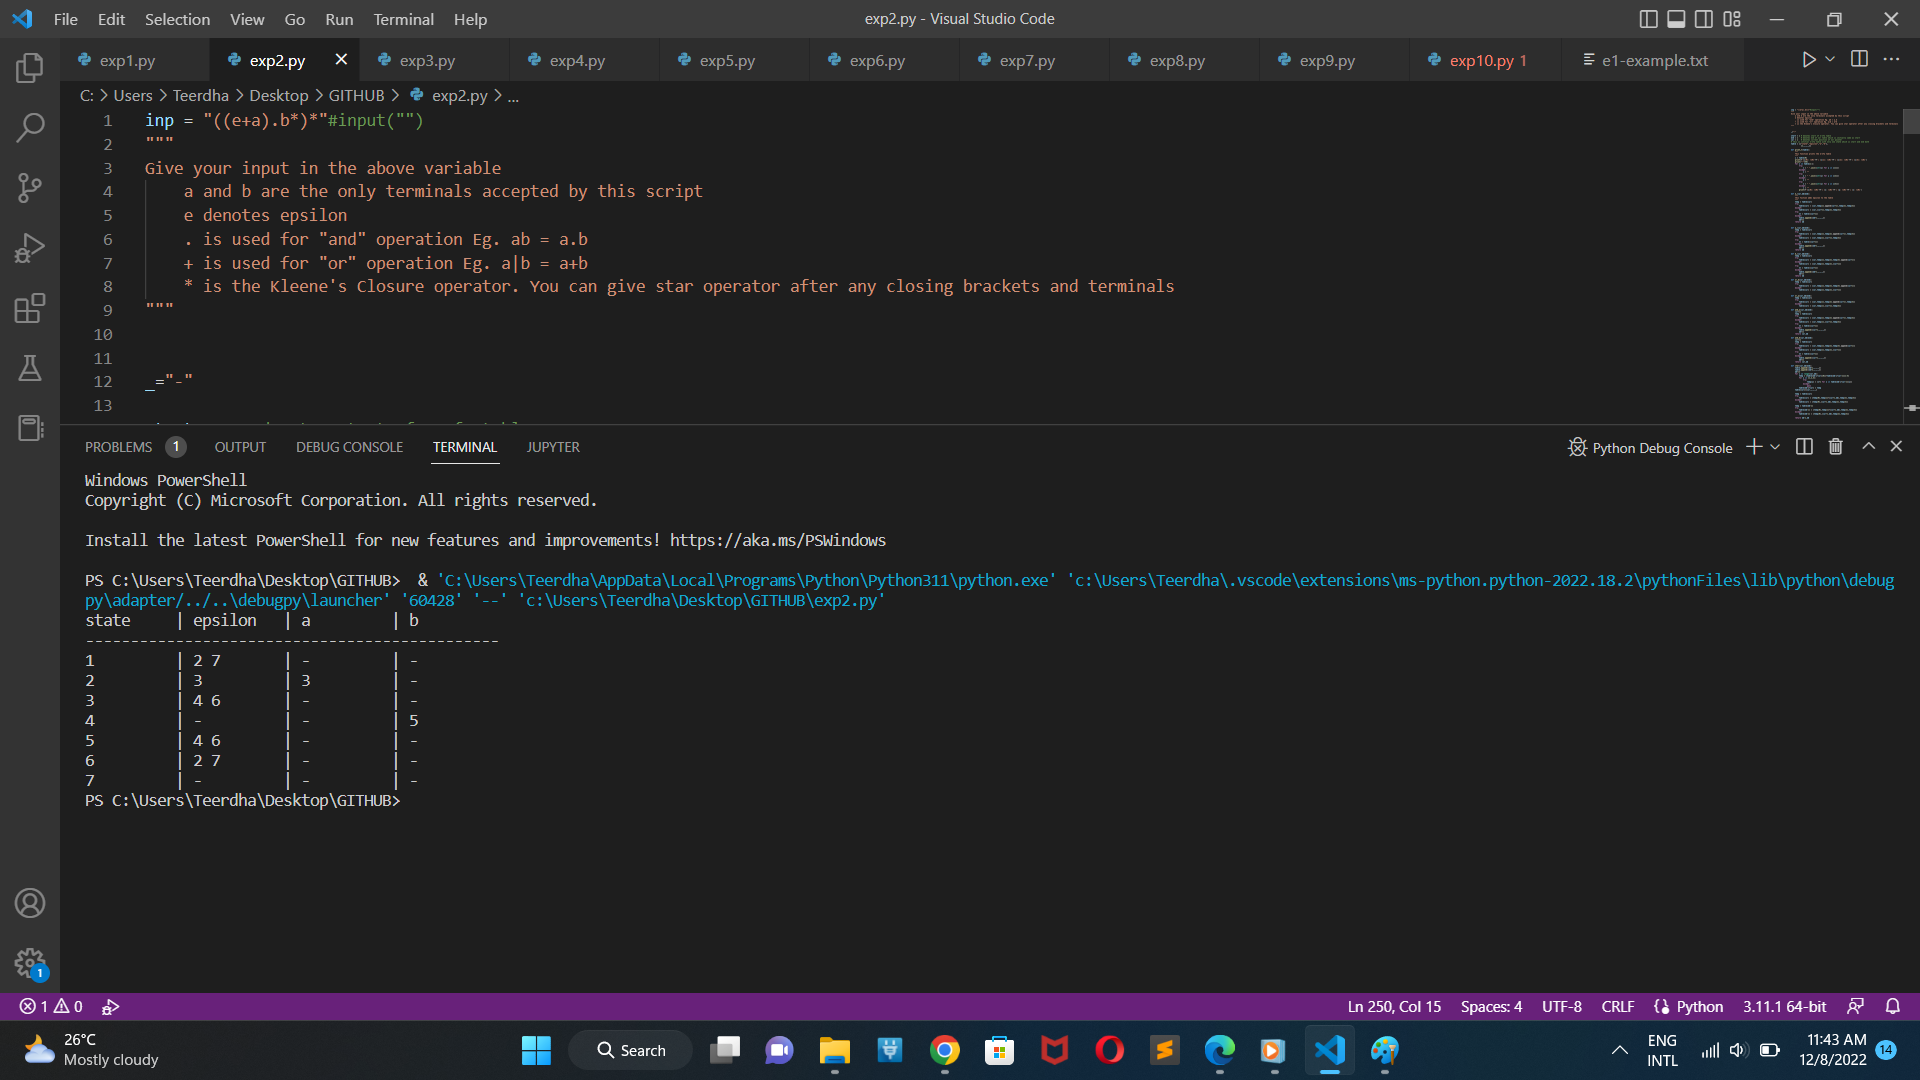 File Edit Selection View Go Run Terminal Help exp2.py - Visual Studio Code
exp1.py exp2.py exp3.py exp4.py exp5.py exp6.py exp7.py exp8.py exp9.py exp10.py 1 e1-example.txt
C: > Users > Teerdha > Desktop > GITHUB > exp2.py > ...
1 inp = "((e+a).b*)*"#input("")
2 """
3 Give your input in the above variable
4 a and b are the only terminals accepted by this script
5 e denotes epsilon
6 . is used for "and" operation Eg. ab = a.b
7 + is used for "or" operation Eg. a|b = a+b
8 * is the Kleene's Closure operator. You can give star operator after any closing brackets and terminals
9 """
10
11
12 _="-"
13
PROBLEMS 1 OUTPUT DEBUG CONSOLE TERMINAL JUPYTER Python Debug Console
Windows PowerShell
Copyright (C) Microsoft Corporation. All rights reserved.
Install the latest PowerShell for new features and improvements! https://aka.ms/PSWindows
PS C:\Users\Teerdha\Desktop\GITHUB>  & 'C:\Users\Teerdha\AppData\Local\Programs\Python\Python311\python.exe' 'c:\Users\Teerdha\.vscode\extensions\ms-python.python-2022.18.2\pythonFiles\lib\python\debug
py\adapter/../..\debugpy\launcher' '60428' '--' 'c:\Users\Teerdha\Desktop\GITHUB\exp2.py'
state     | epsilon   | a         | b
----------------------------------------------
1         | 2 7       | -         | -
2         | 3         | 3         | -
3         | 4 6       | -         | -
4         | -         | -         | 5
5         | 4 6       | -         | -
6         | 2 7       | -         | -
7         | -         | -         | -
PS C:\Users\Teerdha\Desktop\GITHUB>
1
1 0 Ln 250, Col 15 Spaces: 4 UTF-8 CRLF Python 3.11.1 64-bit
26°C
Mostly cloudy
Search
ENG
INTL
11:43 AM
12/8/2022
14